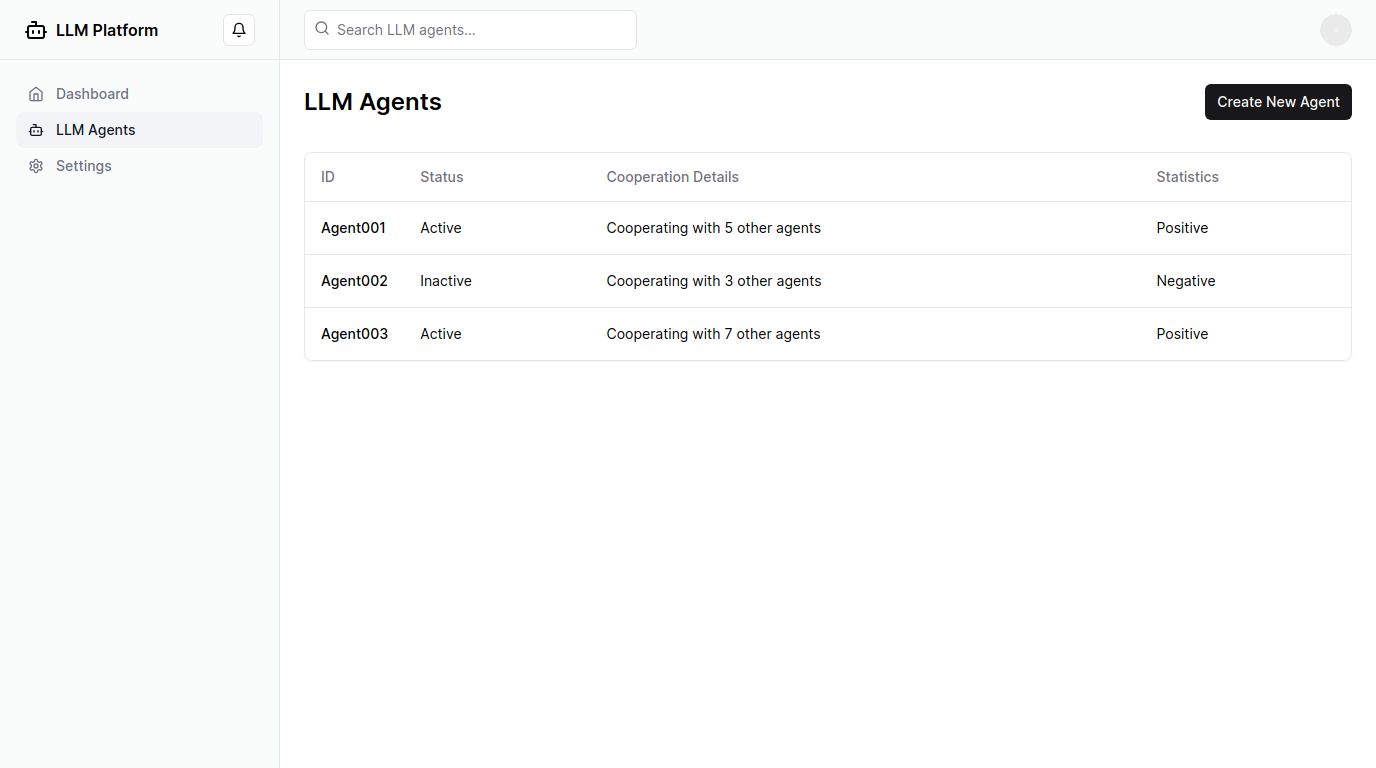 LLM Platform
Search LLM agents...
Dashboard
LLM Agents
Settings
LLM Agents
Create New Agent
ID Status Cooperation Details Statistics
Agent001 Active Cooperating with 5 other agents Positive
Agent002 Inactive Cooperating with 3 other agents Negative
Agent003 Active Cooperating with 7 other agents Positive